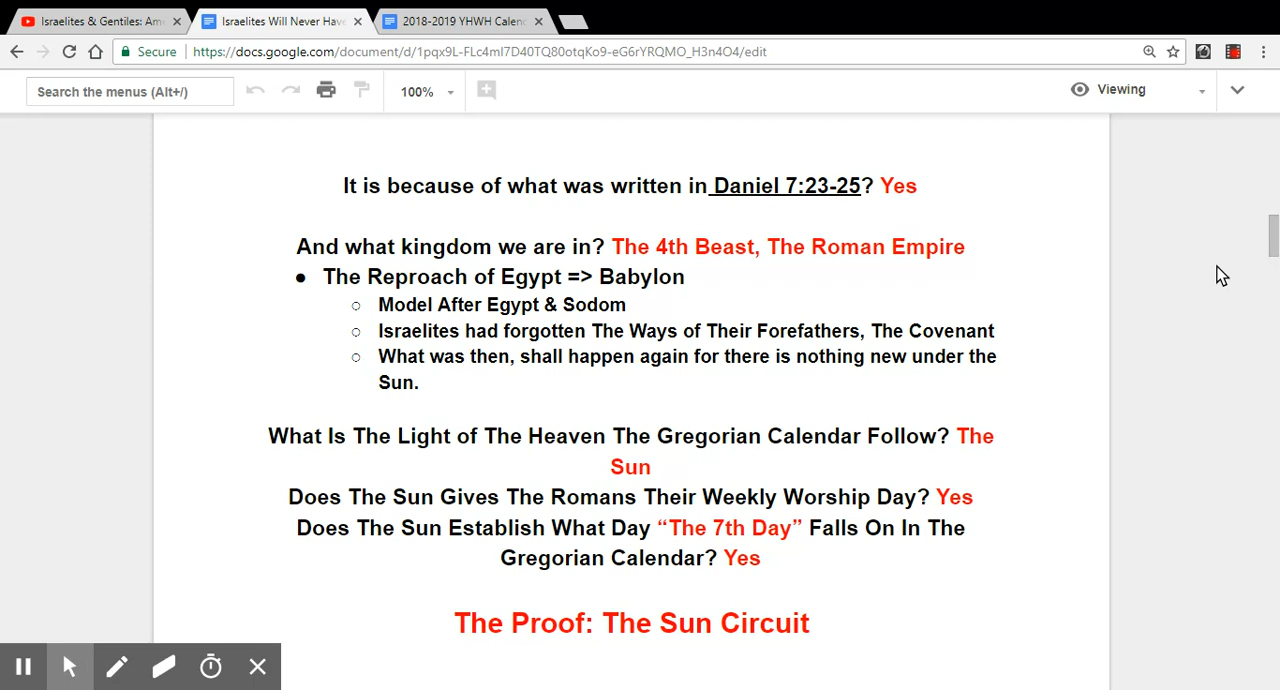 Israelites & Gentiles: Am
Israelites Will Never Hav
2018-2019 YHWH Calen
Secure
https://docs.google.com/document/d/1pqx9L-FLc4mI7D40TQ80otqKo9-eG6rYRQMO_H3n4O4/edit
Search the menus (Alt+/)
100%
Viewing
It is because of what was written in Daniel 7:23-25? Yes
And what kingdom we are in? The 4th Beast, The Roman Empire
● The Reproach of Egypt => Babylon
○ Model After Egypt & Sodom
○ Israelites had forgotten The Ways of Their Forefathers, The Covenant
○ What was then, shall happen again for there is nothing new under the
Sun.
What Is The Light of The Heaven The Gregorian Calendar Follow? The
Sun
Does The Sun Gives The Romans Their Weekly Worship Day? Yes
Does The Sun Establish What Day “The 7th Day” Falls On In The
Gregorian Calendar? Yes
The Proof: The Sun Circuit